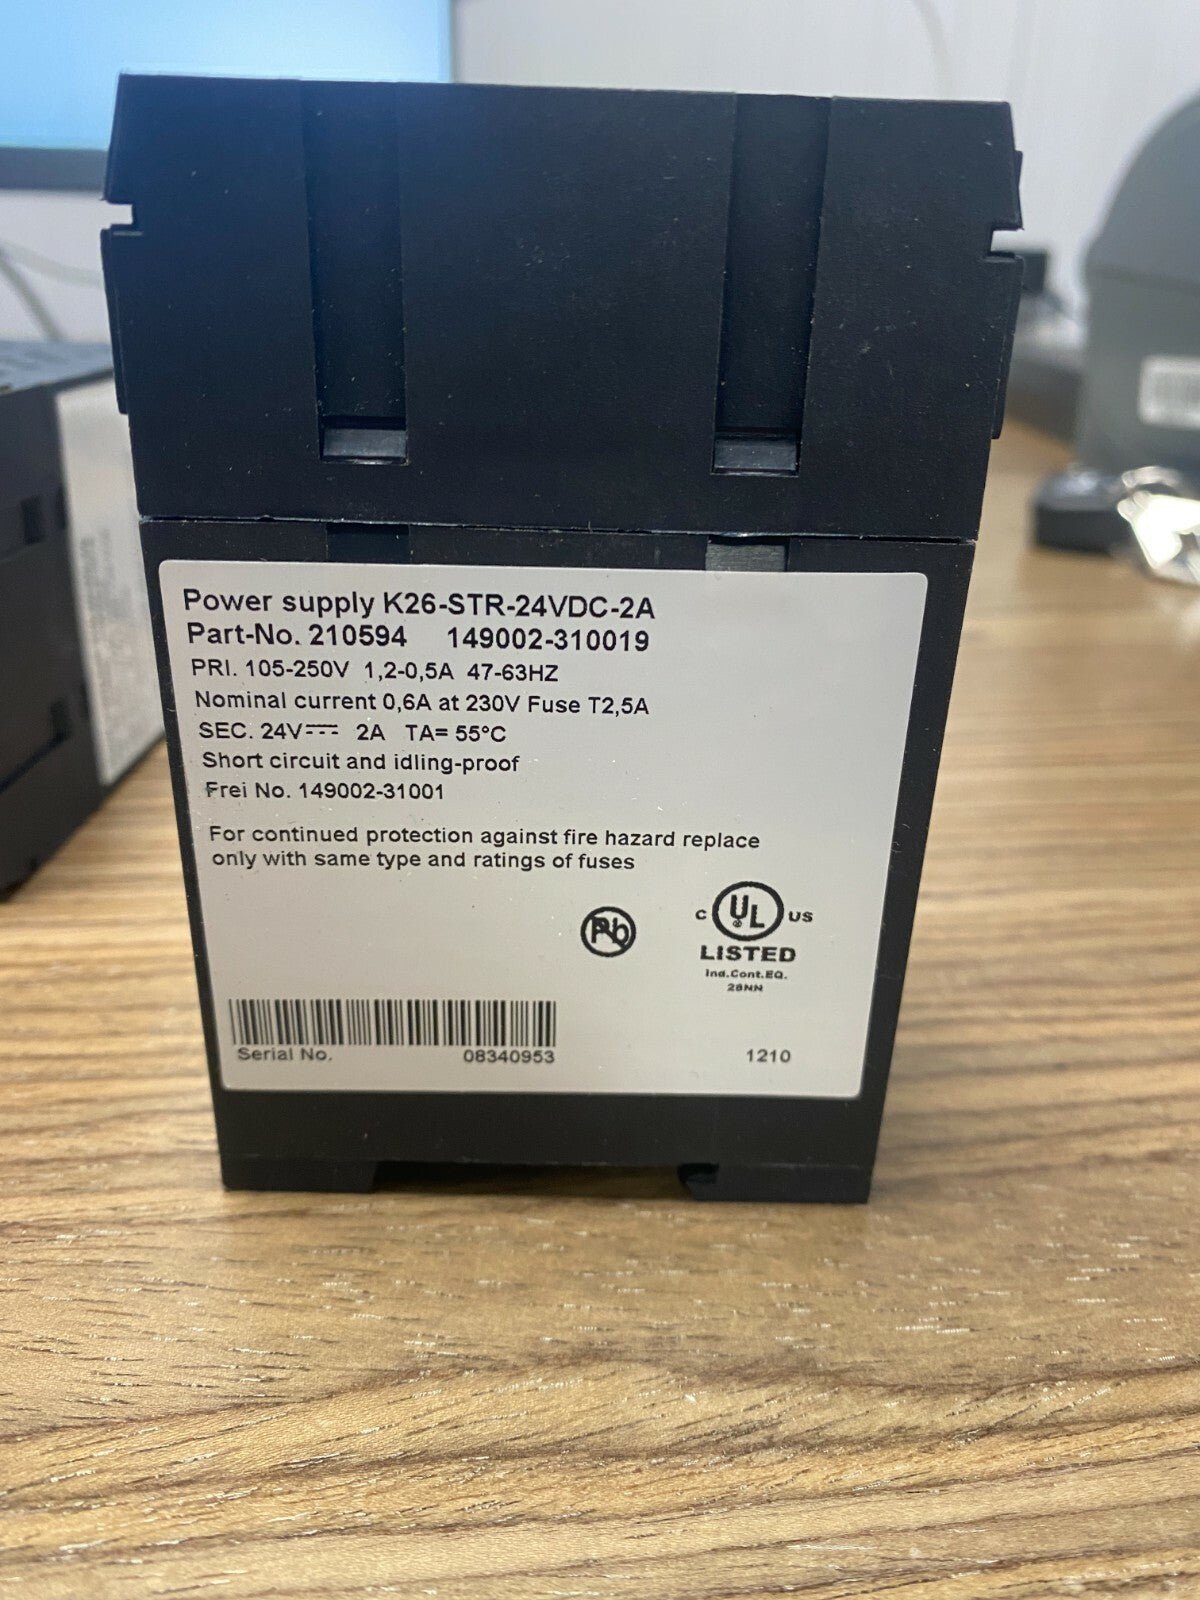 Power supply K26-STR-24VDC-2A
Part-No. 210594 149002-310019
PRI. 105-250V 1,2-0,5A 47-63HZ
Nominal current 0,6A at 230V Fuse T2,5A
SEC. 24V⎓ 2A TA= 55°C
Short circuit and idling-proof
Frei No. 149002-31001
For continued protection against fire hazard replace
only with same type and ratings of fuses
Pb
C UL US
LISTED
Ind.Cont.EQ.
28NN
Serial No. 08340953
1210